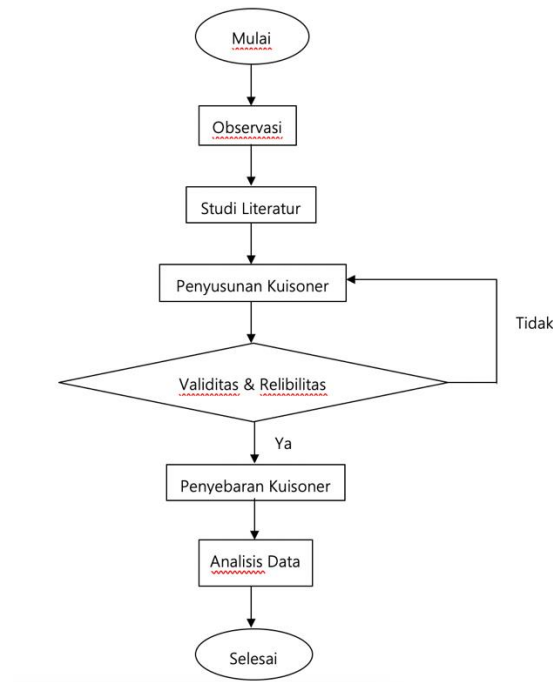 Mulai
Observasi
Studi Literatur
Penyusunan Kuisoner
Tidak
Validitas & Relibilitas
Ya
Penyebaran Kuisoner
Analisis Data
Selesai